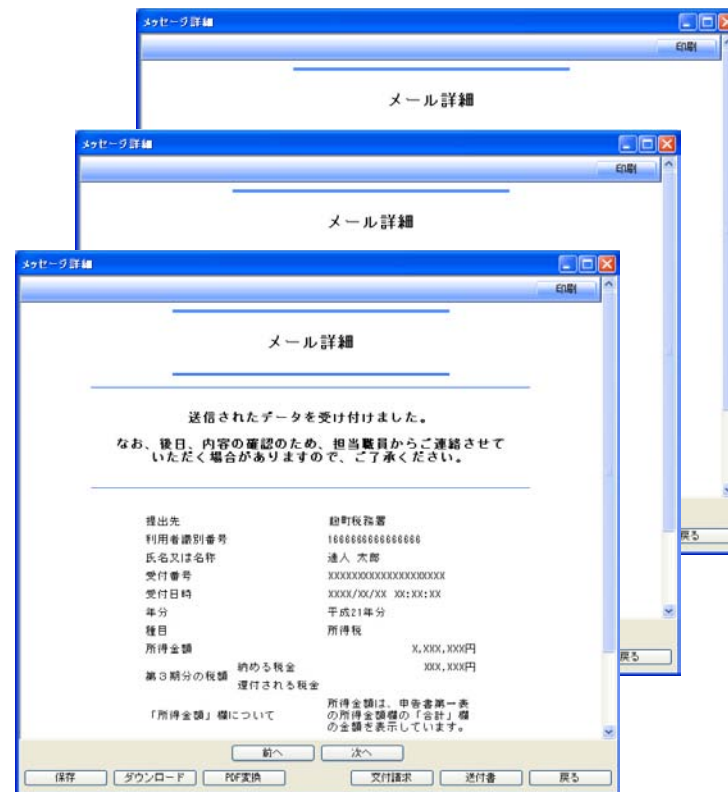 メッセージ詳細
印刷
メール詳細
メッセージ詳細
印刷
メール詳細
戻る
メッセージ詳細
印刷
メール詳細
戻る
送信されたデータを受け付けました。
なお、後日、内容の確認のため、担当職員からご連絡させて
いただく場合がありますので、ご了承ください。
提出先 麹町税務署
利用者識別番号 1666666666666666
氏名又は名称 達人 太郎
受付番号 XXXXXXXXXXXXXXXXXXXX
受付日時 XXXX/XX/XX XX:XX:XX
年分 平成21年分
種目 所得税
所得金額 X,XXX,XXX円
第3期分の税額 納める税金 XXX,XXX円
還付される税金
「所得金額」欄について 所得金額は、申告書第一表
の所得金額欄の「合計」欄
の金額を表示しています。
前へ 次へ
保存 ダウンロード PDF変換 交付請求 送付書 戻る